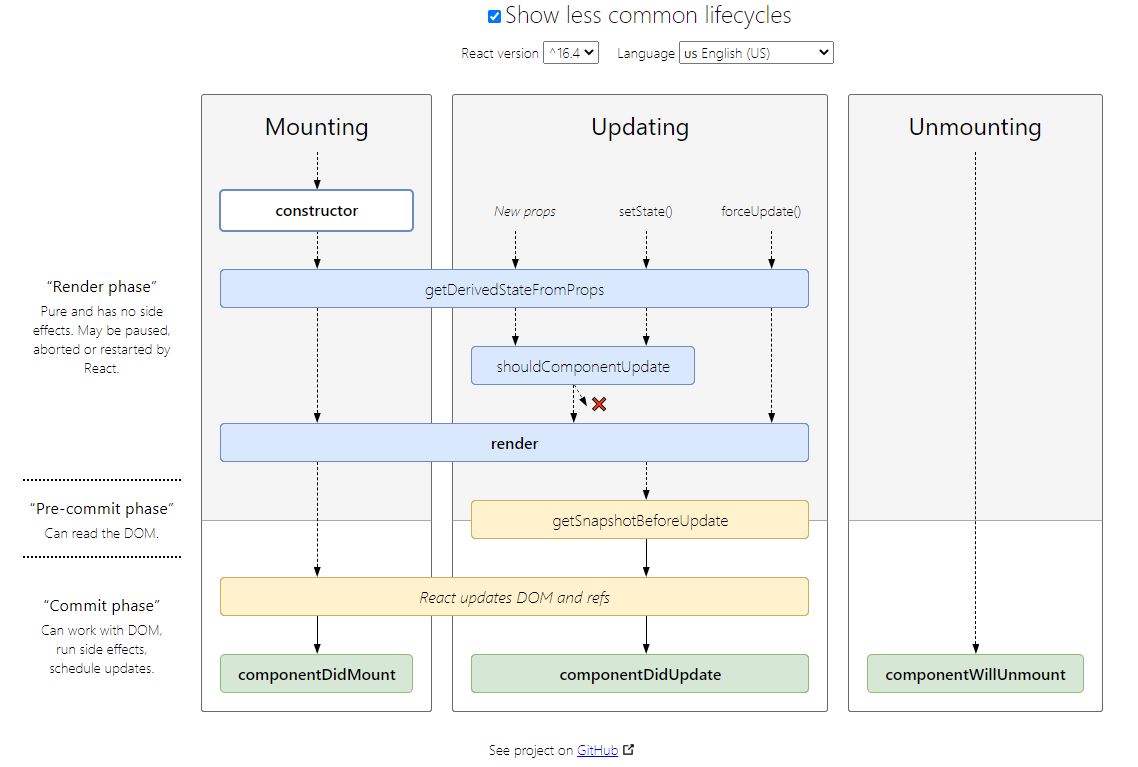 Show less common lifecycles
React version ^16.4 Language us English (US)
Mounting
Updating
Unmounting
constructor
New props
setState()
forceUpdate()
getDerivedStateFromProps
“Render phase”
Pure and has no side
effects. May be paused,
aborted or restarted by
React.
shouldComponentUpdate
render
“Pre-commit phase”
Can read the DOM.
getSnapshotBeforeUpdate
React updates DOM and refs
“Commit phase”
Can work with DOM,
run side effects,
schedule updates.
componentDidMount
componentDidUpdate
componentWillUnmount
See project on GitHub